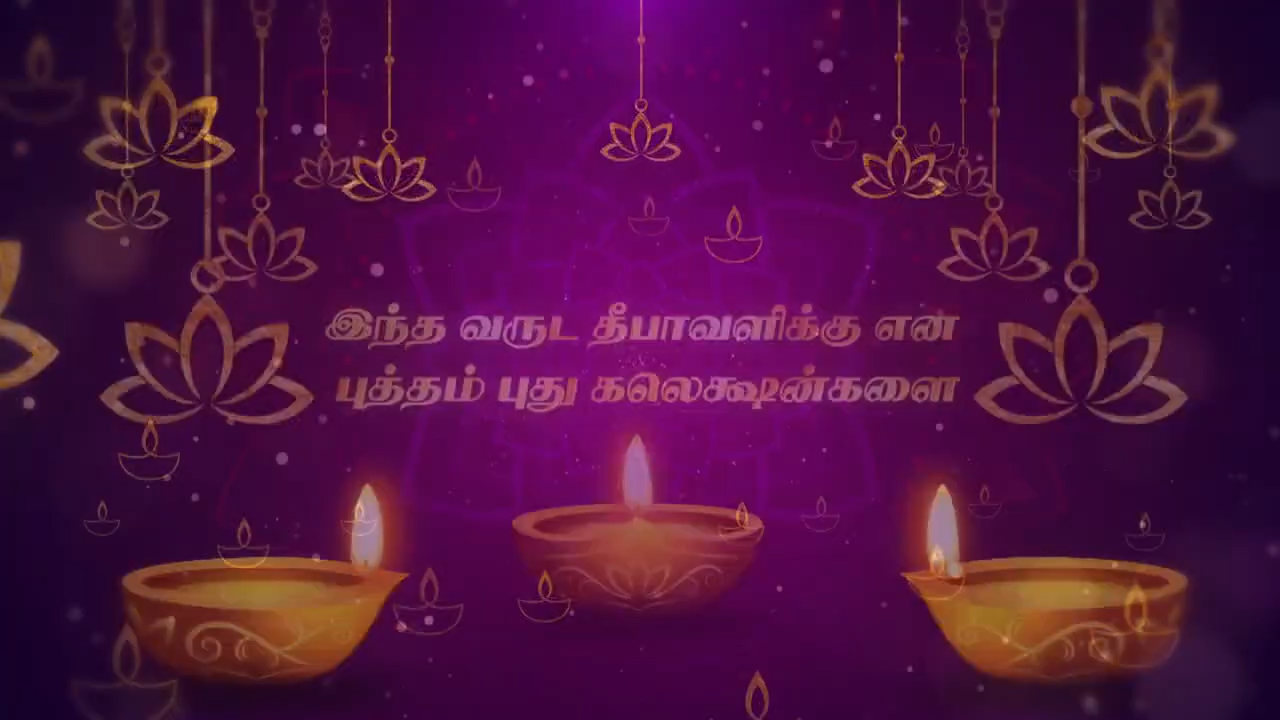 இந்த வருட தீபாவளிக்கு என
புத்தம் புது கலெக்ஷன்களை